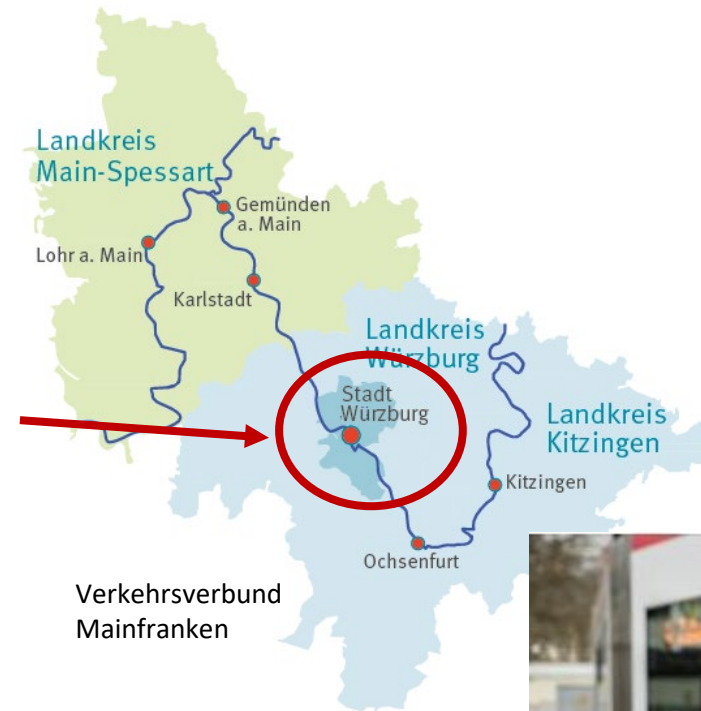 Landkreis
Main-Spessart
Gemünden
a. Main
Lohr a. Main
Karlstadt
Landkreis
Würzburg
Stadt
Würzburg
Landkreis
Kitzingen
Kitzingen
Ochsenfurt
Verkehrsverbund
Mainfranken